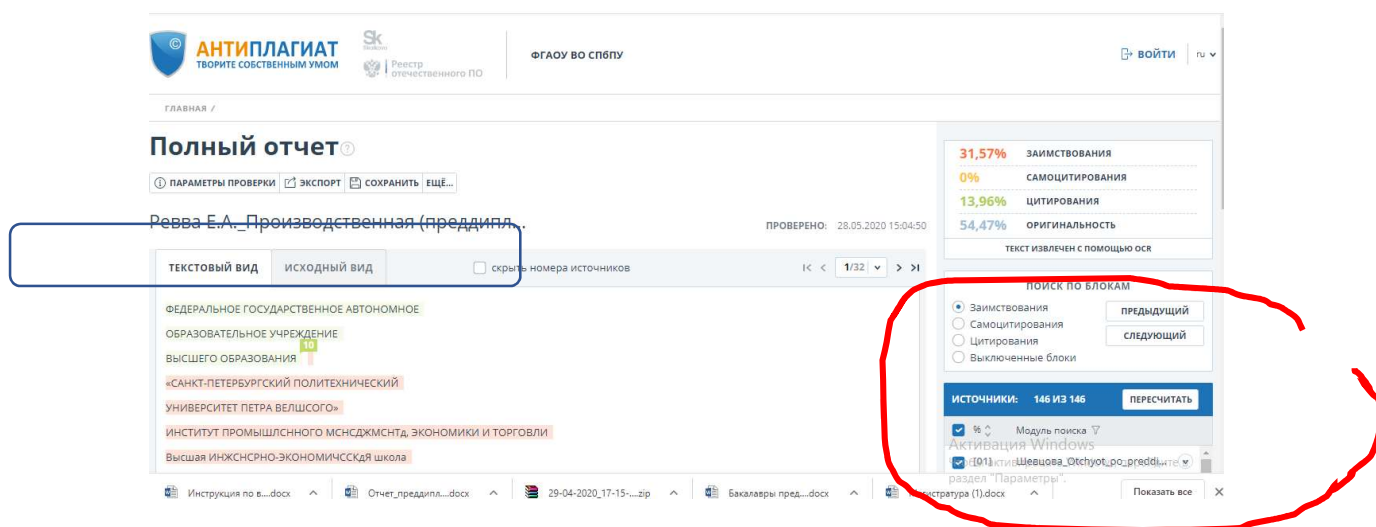 ©
АНТИПЛАГИАТ
ТВОРИТЕ СОБСТВЕННЫМ УМОМ
Sk
Реестр
отечественного ПО
ФГАОУ ВО СПбПУ
ВОЙТИ
ru
ГЛАВНАЯ /
Полный отчет
ПАРАМЕТРЫ ПРОВЕРКИ ЭКСПОРТ СОХРАНИТЬ ЕЩЁ...
Ревва Е.А._Производственная (преддипл...
ПРОВЕРЕНО: 28.05.2020 15:04:50
ТЕКСТОВЫЙ ВИД ИСХОДНЫЙ ВИД скрыть номера источников 1/32
ФЕДЕРАЛЬНОЕ ГОСУДАРСТВЕННОЕ АВТОНОМНОЕ
ОБРАЗОВАТЕЛЬНОЕ УЧРЕЖДЕНИЕ
10
ВЫСШЕГО ОБРАЗОВАНИЯ
«САНКТ-ПЕТЕРБУРГСКИЙ ПОЛИТЕХНИЧЕСКИЙ
УНИВЕРСИТЕТ ПЕТРА ВЕЛШСОГО»
ИНСТИТУТ ПРОМЫШЛСННОГО МСНСДЖМСНТд, ЭКОНОМИКИ И ТОРГОВЛИ
Высшая ИНЖСНСРНО-ЭКОНОМИЧССКдЯ школа
31,57% ЗАИМСТВОВАНИЯ
0% САМОЦИТИРОВАНИЯ
13,96% ЦИТИРОВАНИЯ
54,47% ОРИГИНАЛЬНОСТЬ
ТЕКСТ ИЗВЛЕЧЕН С ПОМОЩЬЮ OCR
ПОИСК ПО БЛОКАМ
Заимствования
Самоцитирования
Цитирования
Выключенные блоки
ПРЕДЫДУЩИЙ
СЛЕДУЮЩИЙ
ИСТОЧНИКИ: 146 ИЗ 146 ПЕРЕСЧИТАТЬ
% Модуль поиска
Активация Windows
[01] Шевцова_Otchyot_po_preddi...
раздел "Параметры".
Инструкция по в....docx
Отчет_преддипл....docx
29-04-2020_17-15-....zip
Бакалавры пред....docx
Магистратура (1).docx
Показать все